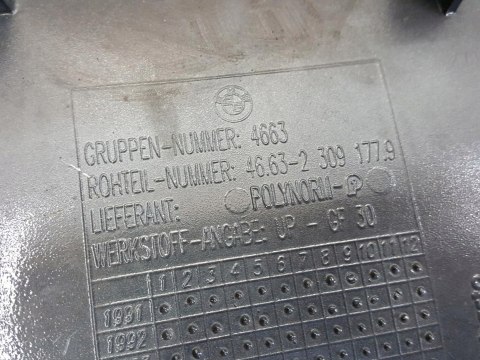 GRUPPEN-NUMMER: 4663
ROHTEIL-NUMMER: 46.63-2 309 177.9
LIEFERANT: POLYNORM-
WERKSTOFF-ANGABE: UP - GF 30
1 2 3 4 5 6 7 8 9 10 11 12
1991
1992